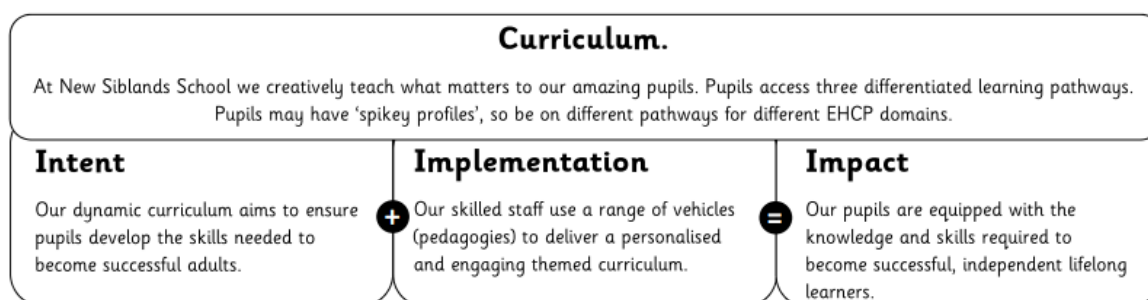 Curriculum.
At New Siblands School we creatively teach what matters to our amazing pupils. Pupils access three differentiated learning pathways.
Pupils may have ‘spikey profiles’, so be on different pathways for different EHCP domains.
Intent
Our dynamic curriculum aims to ensure
pupils develop the skills needed to
become successful adults.
+
Implementation
Our skilled staff use a range of vehicles
(pedagogies) to deliver a personalised
and engaging themed curriculum.
=
Impact
Our pupils are equipped with the
knowledge and skills required to
become successful, independent lifelong
learners.